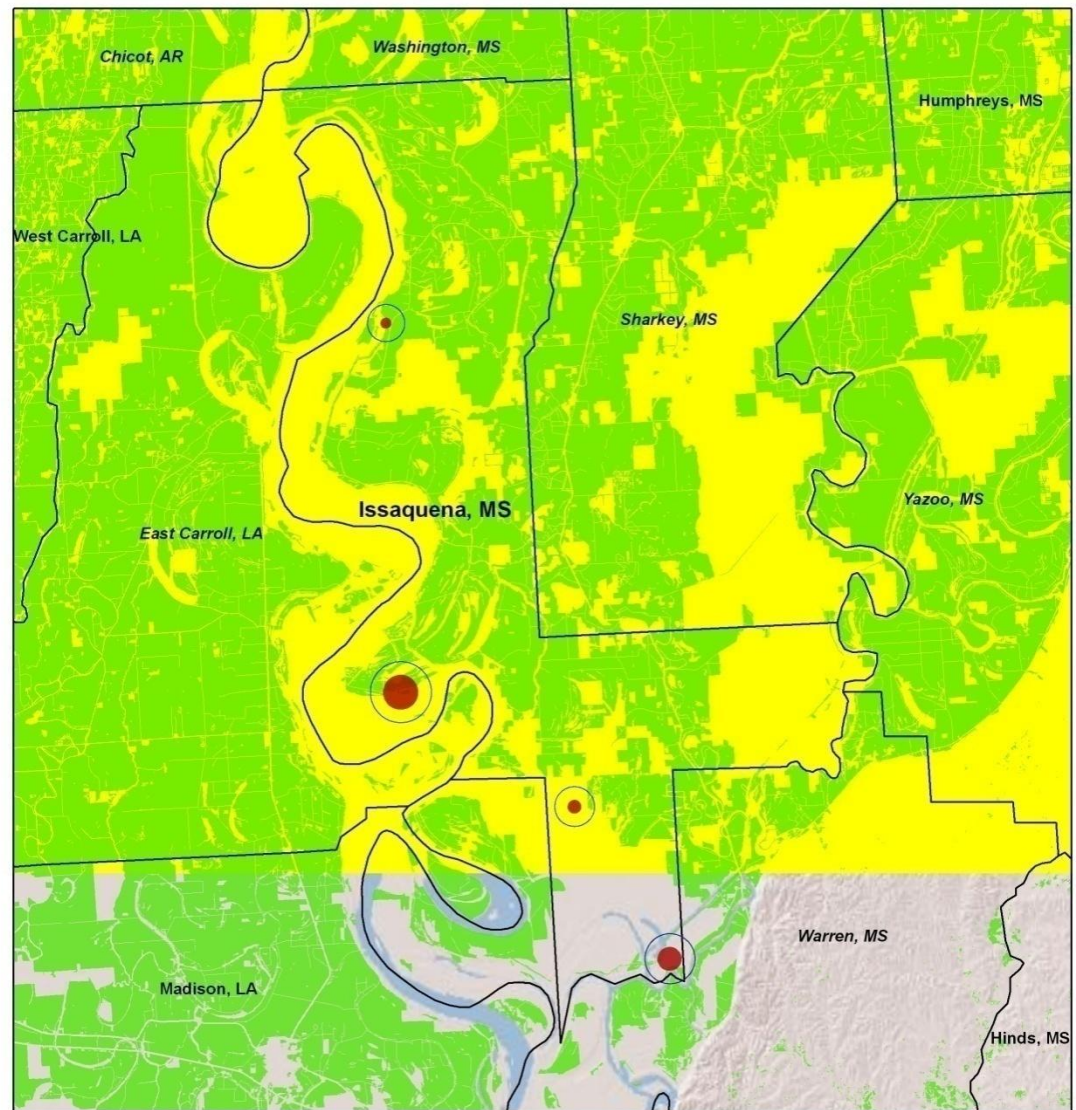 Chicot, AR
Washington, MS
Humphreys, MS
West Carroll, LA
Sharkey, MS
Issaquena, MS
Yazoo, MS
East Carroll, LA
Warren, MS
Madison, LA
Hinds, MS